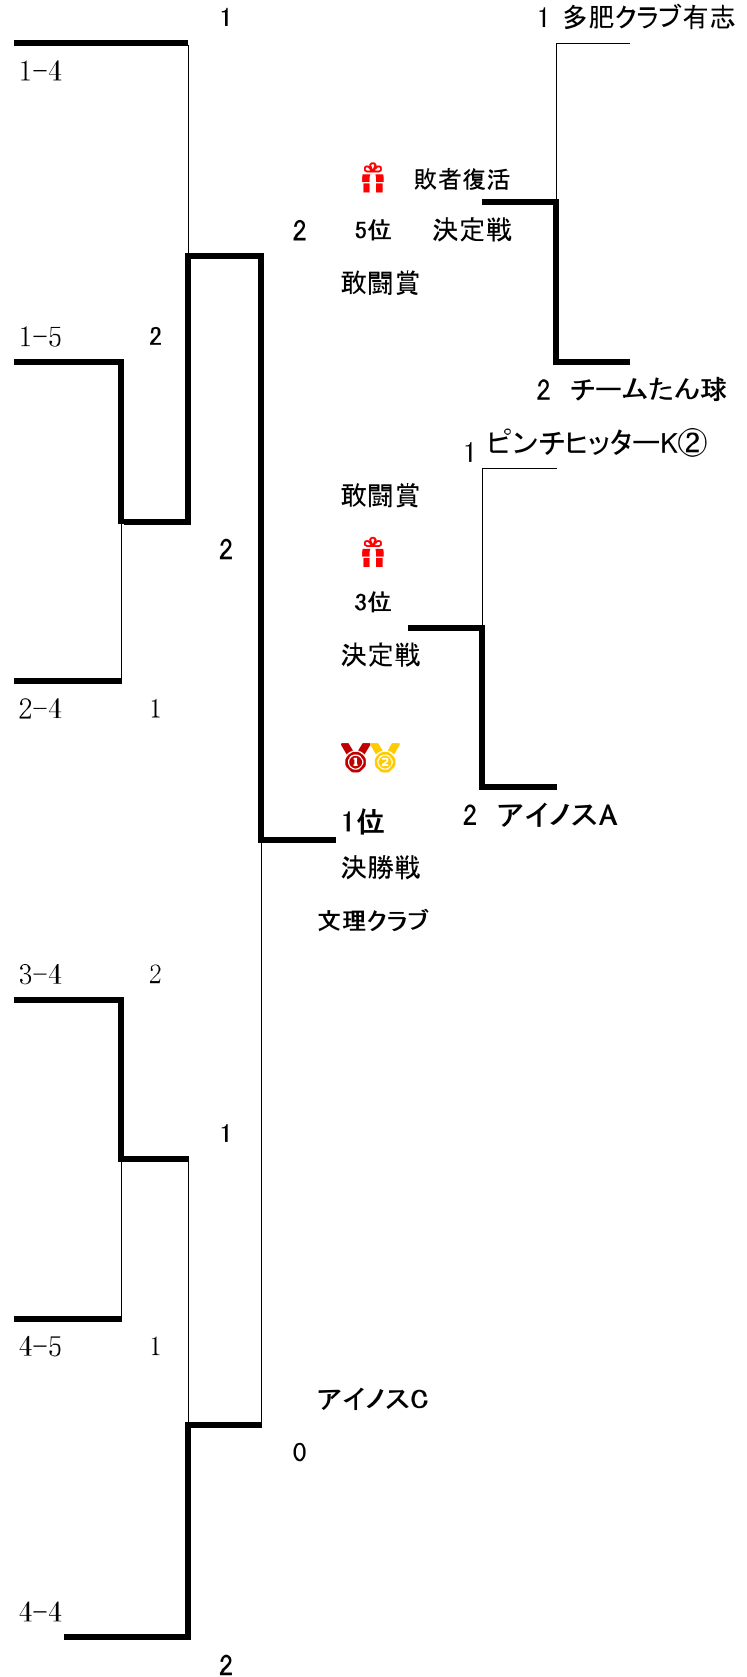 1
1 多肥クラブ有志
1-4
敗者復活
2
5位
決定戦
敢闘賞
1-5
2
2 チームたん球
1 ピンチヒッターK②
敢闘賞
2
3位
決定戦
2-4
1
①②
1位
2 アイノスA
決勝戦
文理クラブ
3-4
2
1
4-5
1
アイノスC
0
4-4
2